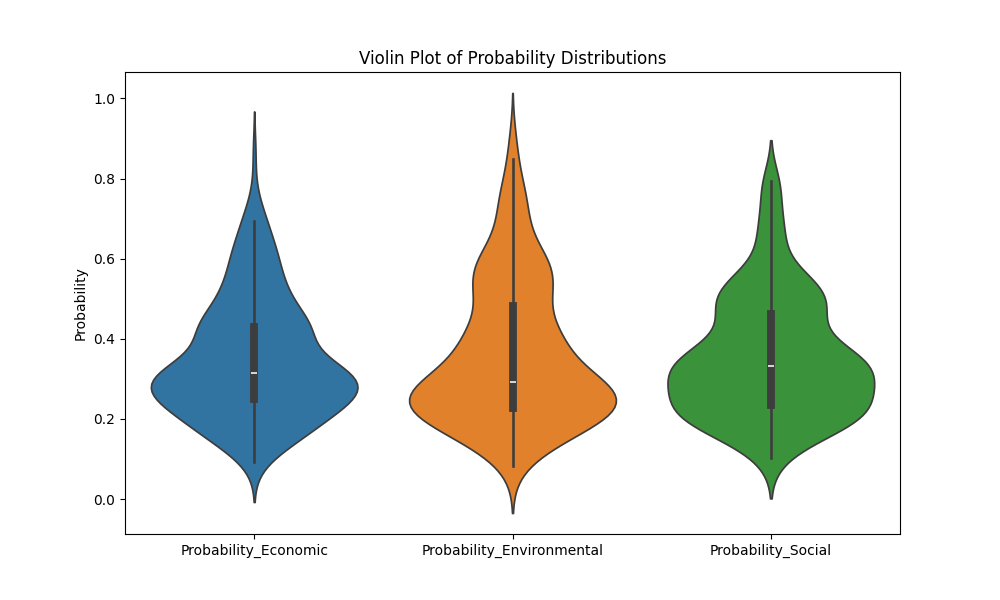 Violin Plot of Probability Distributions
Probability
1.0
0.8
0.6
0.4
0.2
0.0
Probability_Economic
Probability_Environmental
Probability_Social